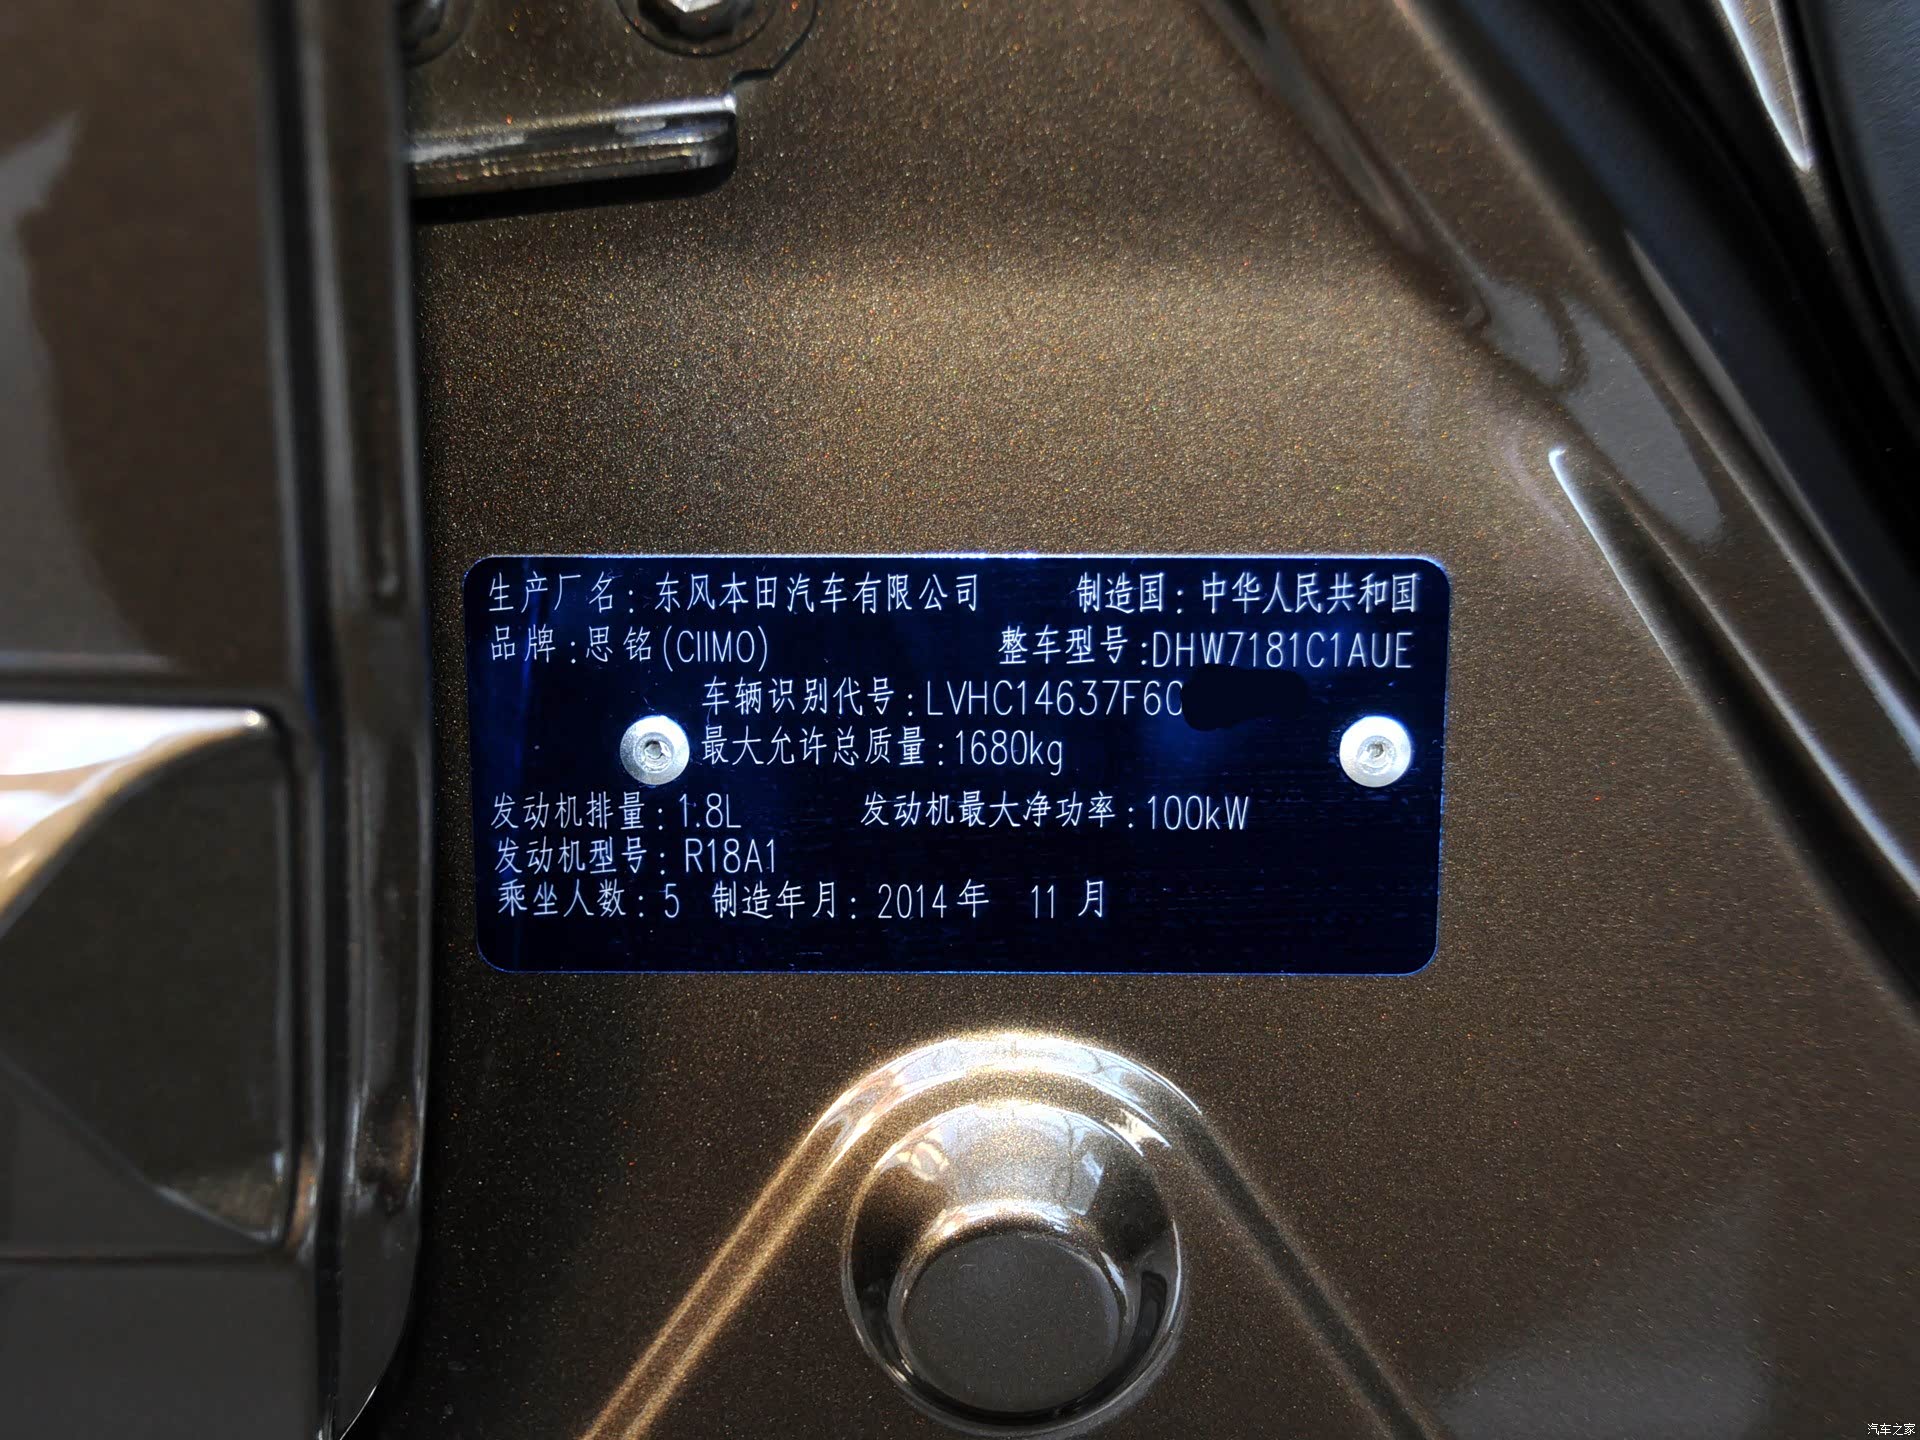 生产厂名：东风本田汽车有限公司 制造国：中华人民共和国
品牌：思铭(CIIMO) 整车型号：DHW7181C1AUE
车辆识别代号：LVHC14637F60
最大允许总质量：1680kg
发动机排量：1.8L 发动机最大净功率：100kW
发动机型号：R18A1
乘坐人数：5 制造年月：2014年 11月
汽车之家